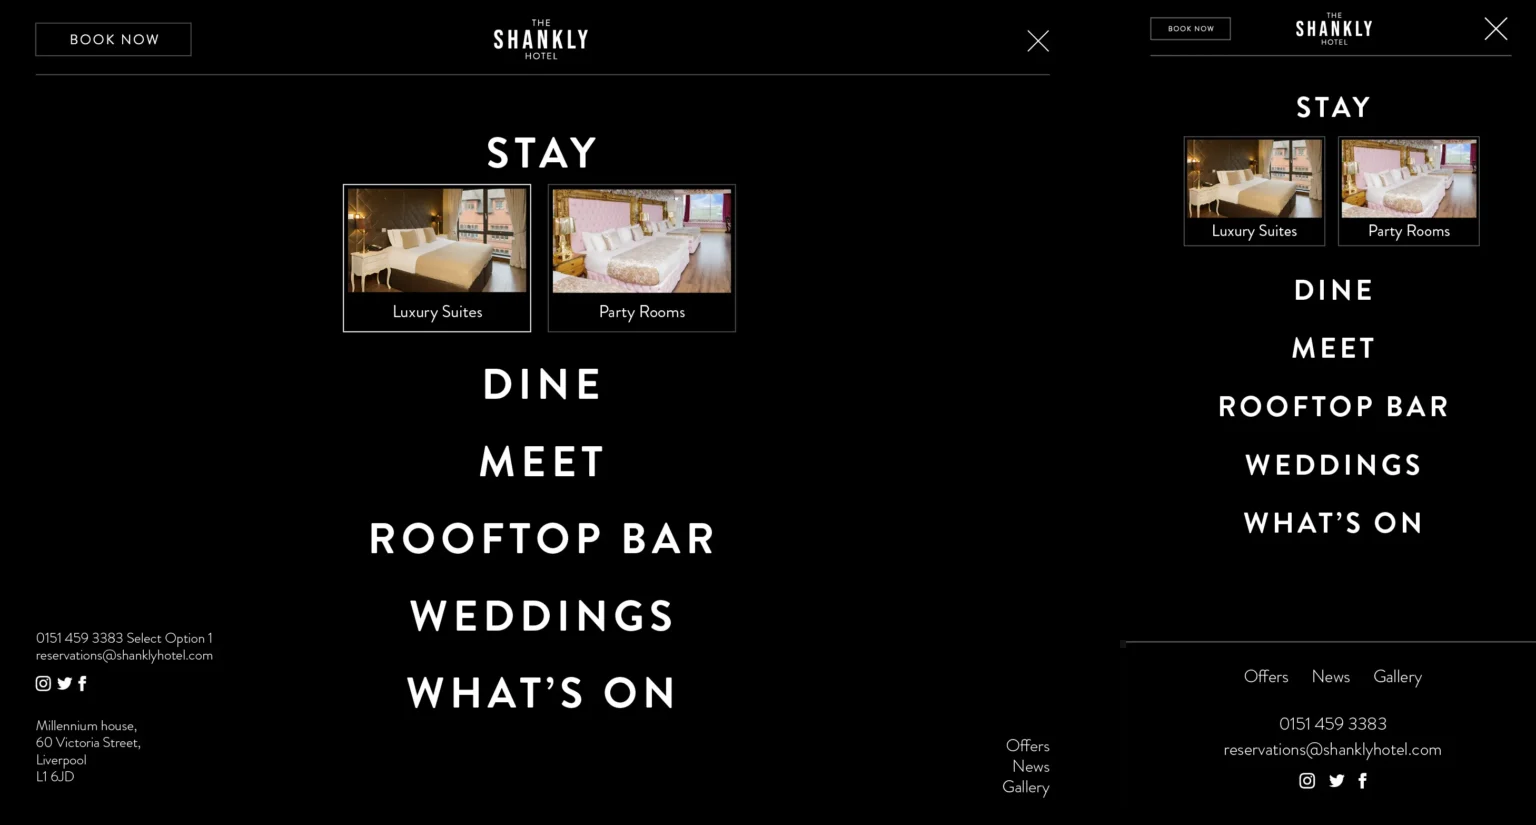 BOOK NOW
THE
SHANKLY
HOTEL
STAY
Luxury Suites
Party Rooms
DINE
MEET
ROOFTOP BAR
WEDDINGS
WHAT’S ON
0151 459 3383 Select Option 1
reservations@shanklyhotel.com
Millennium house,
60 Victoria Street,
Liverpool
L1 6JD
Offers
News
Gallery
BOOK NOW
THE
SHANKLY
HOTEL
STAY
Luxury Suites
Party Rooms
DINE
MEET
ROOFTOP BAR
WEDDINGS
WHAT’S ON
Offers News Gallery
0151 459 3383
reservations@shanklyhotel.com